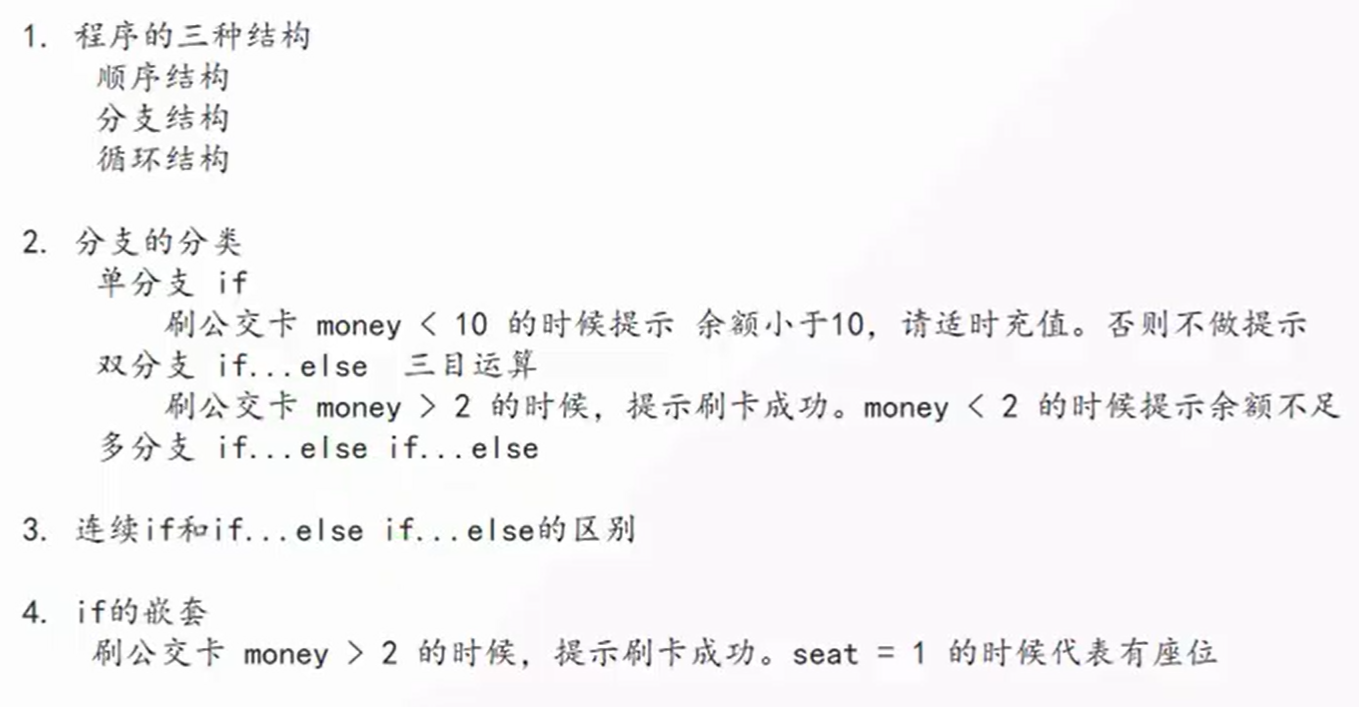 1. 程序的三种结构
顺序结构
分支结构
循环结构
2. 分支的分类
单分支 if
刷公交卡 money < 10 的时候提示 余额小于10，请适时充值。否则不做提示
双分支 if...else 三目运算
刷公交卡 money > 2 的时候，提示刷卡成功。money < 2 的时候提示余额不足
多分支 if...else if...else
3. 连续if和if...else if...else的区别
4. if的嵌套
刷公交卡 money > 2 的时候，提示刷卡成功。seat = 1 的时候代表有座位